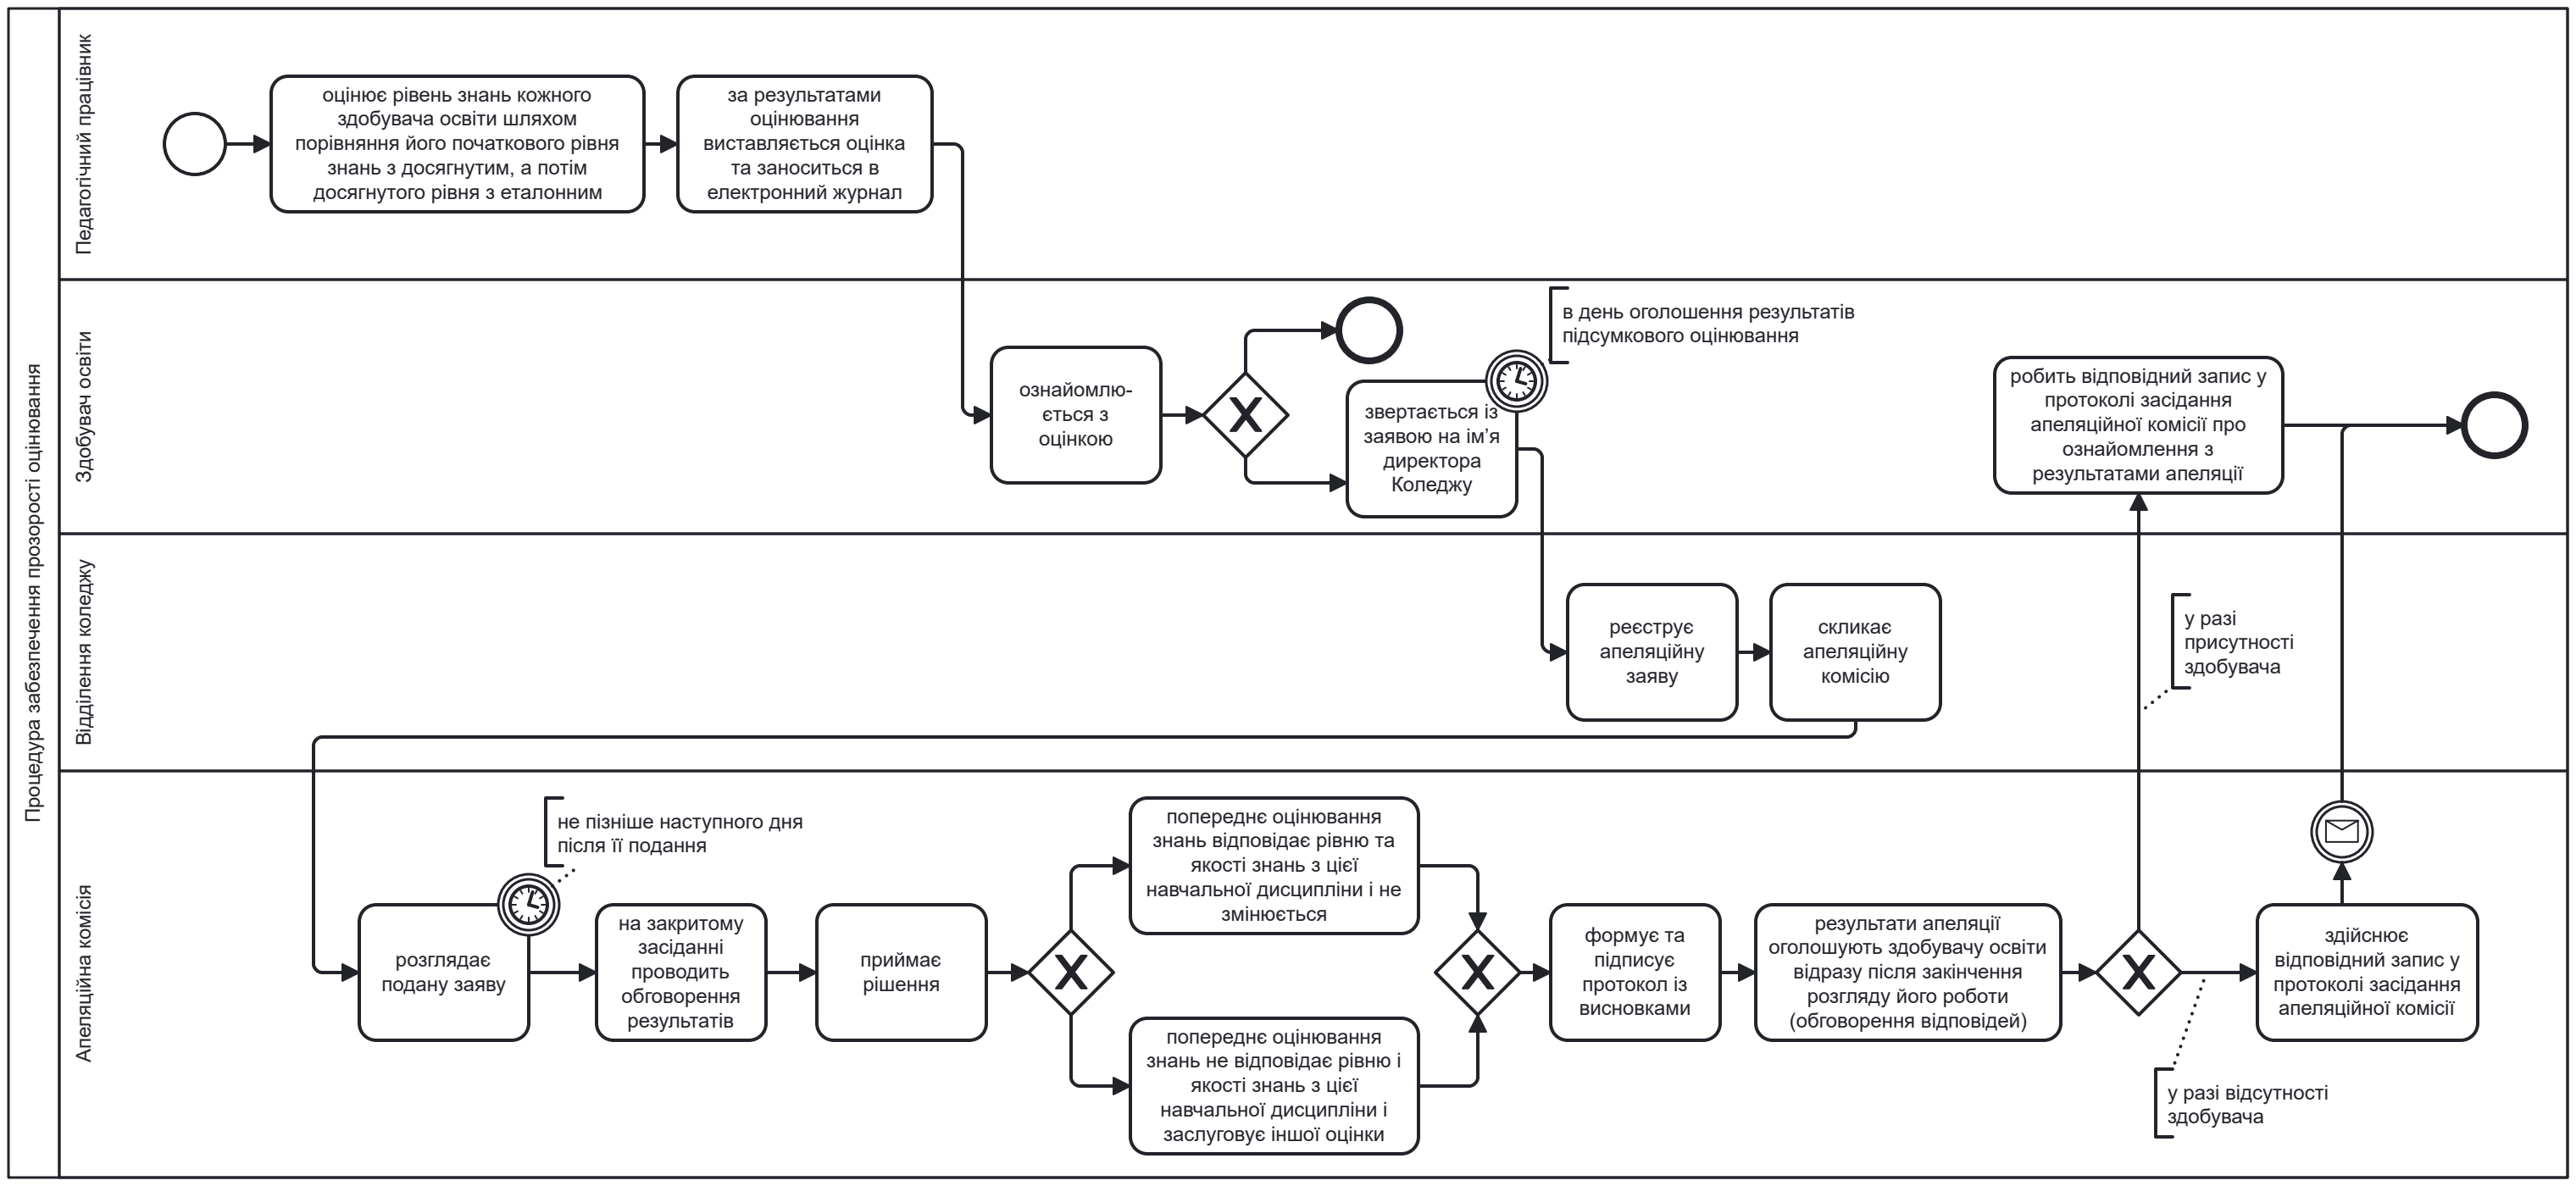 Процедура забезпечення прозорості оцінювання
Педагогічний працівник
оцінює рівень знань кожного
здобувача освіти шляхом
порівняння його початкового рівня
знань з досягнутим, а потім
досягнутого рівня з еталонним
за результатами
оцінювання
виставляється оцінка
та заноситься в
електронний журнал
Здобувач освіти
ознайомлю-
ється з
оцінкою
X
в день оголошення результатів
підсумкового оцінювання
звертається із
заявою на ім’я
директора
Коледжу
робить відповідний запис у
протоколі засідання
апеляційної комісії про
ознайомлення з
результатами апеляції
Відділення коледжу
реєструє
апеляційну
заяву
скликає
апеляційну
комісію
у разі
присутності
здобувача
Апеляційна комісія
не пізніше наступного дня
після її подання
розглядає
подану заяву
на закритому
засіданні
проводить
обговорення
результатів
приймає
рішення
X
попереднє оцінювання
знань відповідає рівню та
якості знань з цієї
навчальної дисципліни і не
змінюється
попереднє оцінювання
знань не відповідає рівню і
якості знань з цієї
навчальної дисципліни і
заслуговує іншої оцінки
X
формує та
підписує
протокол із
висновками
результати апеляції
оголошують здобувачу освіти
відразу після закінчення
розгляду його роботи
(обговорення відповідей)
X
здійснює
відповідний запис у
протоколі засідання
апеляційної комісії
у разі відсутності
здобувача